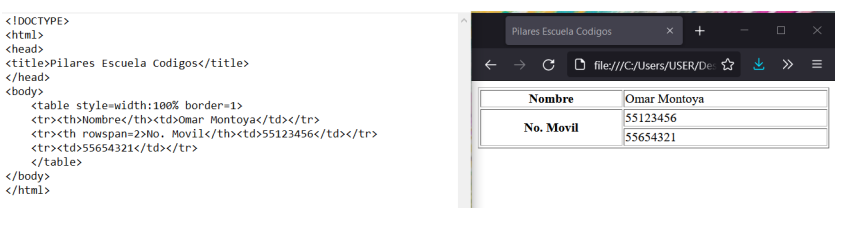 <!DOCTYPE>
<html>
<head>
<title>Pilares Escuela Codigos</title>
</head>
<body>
<table style=width:100% border=1>
<tr><th>Nombre</th><td>Omar Montoya</td></tr>
<tr><th rowspan=2>No. Movil</th><td>55123456</td></tr>
<tr><td>55654321</td></tr>
</table>
</body>
</html>
Pilares Escuela Codigos
file:///C:/Users/USER/De
Nombre Omar Montoya
No. Movil 55123456
55654321